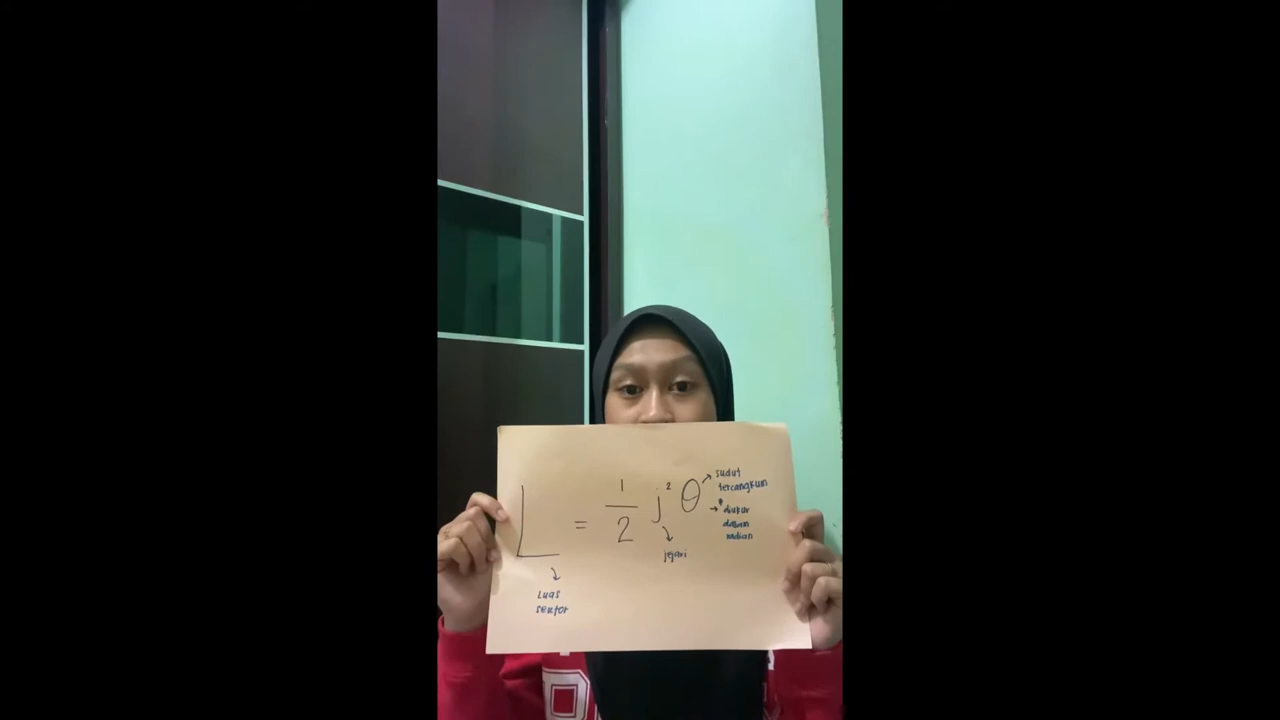 L = 1/2 j² θ
sudut
tercangkum
* diukur
dalam
radian
jejari
Luas
sektor